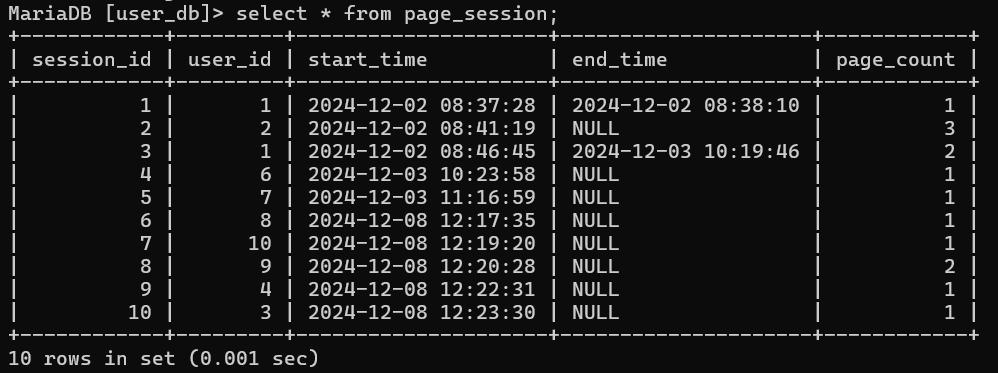 MariaDB [user_db]> select * from page_session;
+------------+---------+---------------------+---------------------+------------+
| session_id | user_id | start_time          | end_time            | page_count |
+------------+---------+---------------------+---------------------+------------+
|          1 |       1 | 2024-12-02 08:37:28 | 2024-12-02 08:38:10 |          1 |
|          2 |       2 | 2024-12-02 08:41:19 | NULL                |          3 |
|          3 |       1 | 2024-12-02 08:46:45 | 2024-12-03 10:19:46 |          2 |
|          4 |       6 | 2024-12-03 10:23:58 | NULL                |          1 |
|          5 |       7 | 2024-12-03 11:16:59 | NULL                |          1 |
|          6 |       8 | 2024-12-08 12:17:35 | NULL                |          1 |
|          7 |      10 | 2024-12-08 12:19:20 | NULL                |          1 |
|          8 |       9 | 2024-12-08 12:20:28 | NULL                |          2 |
|          9 |       4 | 2024-12-08 12:22:31 | NULL                |          1 |
|         10 |       3 | 2024-12-08 12:23:30 | NULL                |          1 |
+------------+---------+---------------------+---------------------+------------+
10 rows in set (0.001 sec)